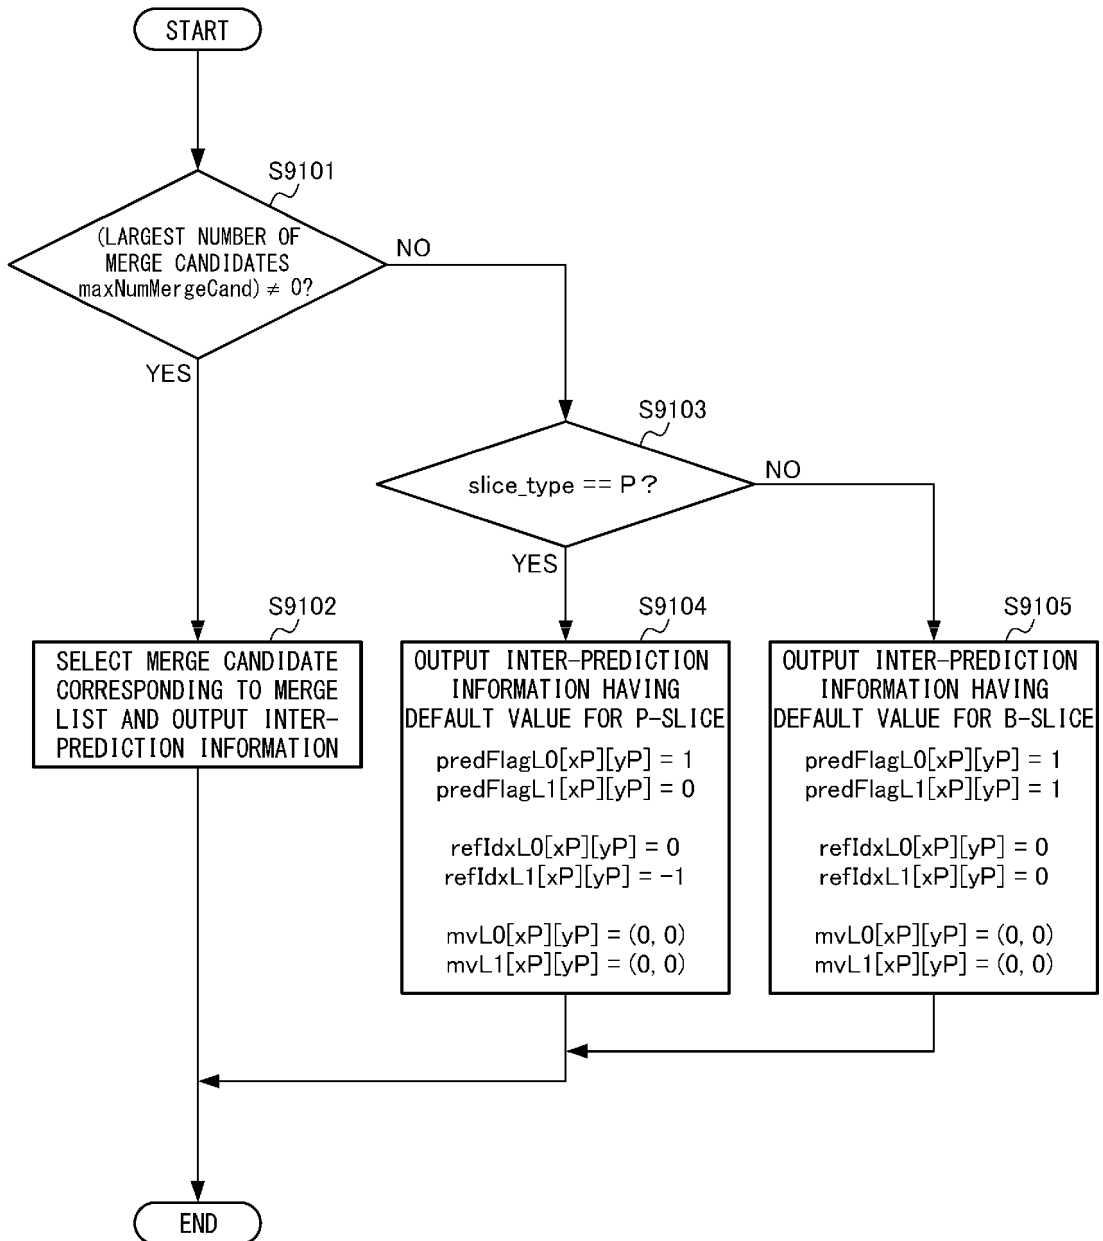 START
S9101
(LARGEST NUMBER OF
MERGE CANDIDATES
maxNumMergeCand) ≠ 0?
NO
YES
S9103
slice_type == P?
NO
YES
S9102
SELECT MERGE CANDIDATE
CORRESPONDING TO MERGE
LIST AND OUTPUT INTER-
PREDICTION INFORMATION
S9104
OUTPUT INTER-PREDICTION
INFORMATION HAVING
DEFAULT VALUE FOR P-SLICE
predFlagL0[xP][yP] = 1
predFlagL1[xP][yP] = 0
refIdxL0[xP][yP] = 0
refIdxL1[xP][yP] = -1
mvL0[xP][yP] = (0, 0)
mvL1[xP][yP] = (0, 0)
S9105
OUTPUT INTER-PREDICTION
INFORMATION HAVING
DEFAULT VALUE FOR B-SLICE
predFlagL0[xP][yP] = 1
predFlagL1[xP][yP] = 1
refIdxL0[xP][yP] = 0
refIdxL1[xP][yP] = 0
mvL0[xP][yP] = (0, 0)
mvL1[xP][yP] = (0, 0)
END